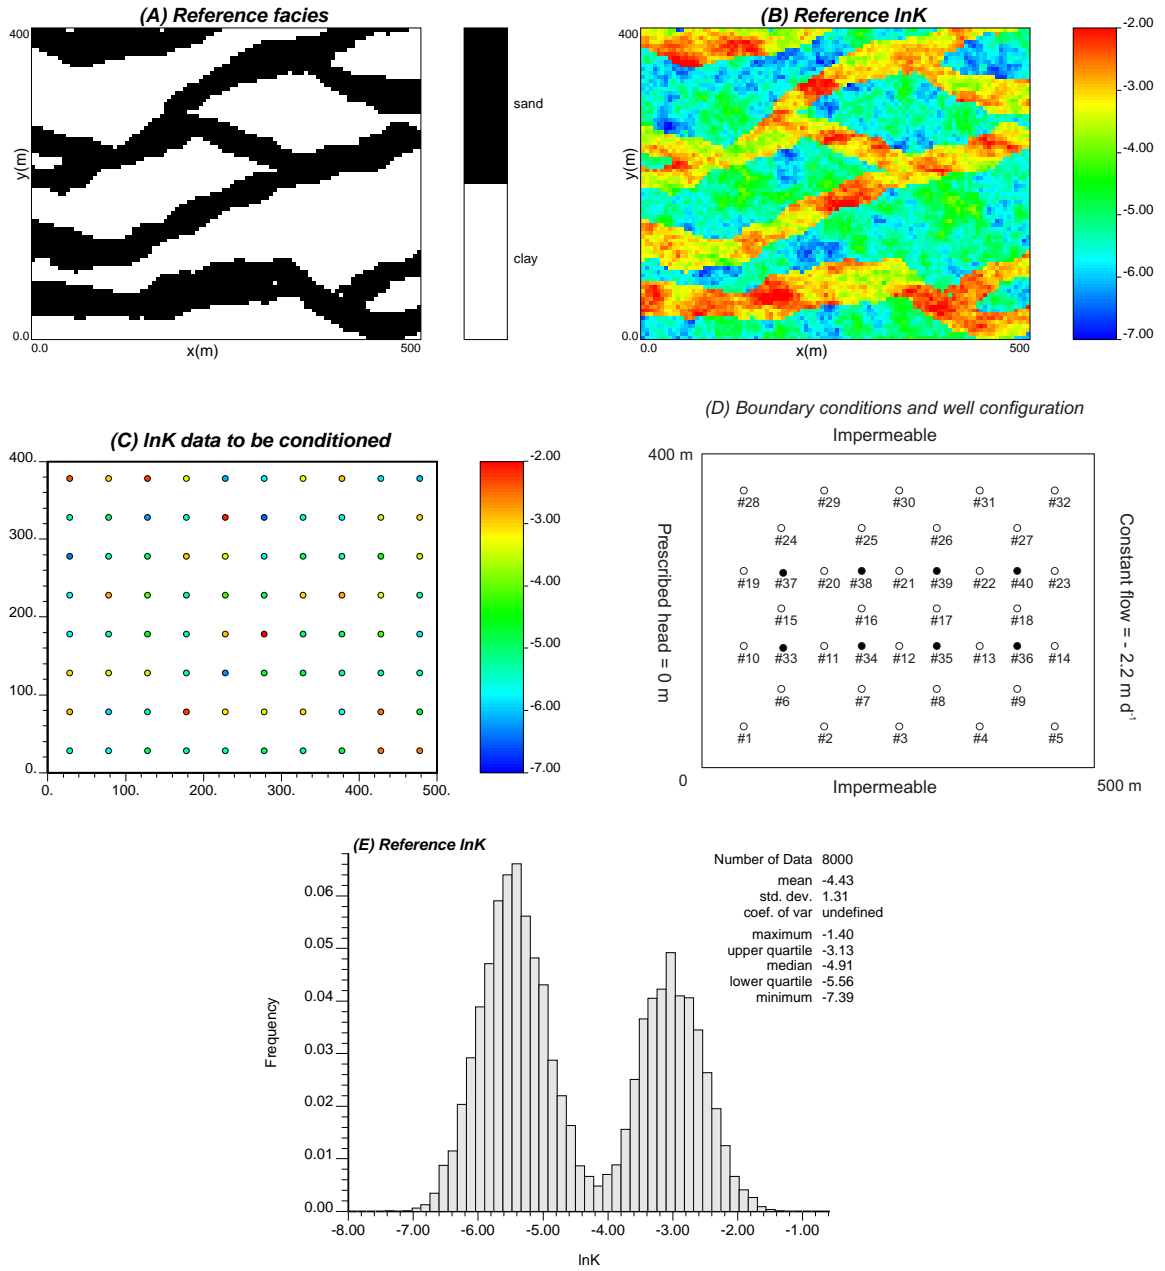 (A) Reference facies
400
y(m)
0.0
0.0
x(m)
500
sand
clay
(B) Reference lnK
400
y(m)
0.0
0.0
x(m)
500
-2.00
-3.00
-4.00
-5.00
-6.00
-7.00
(C) lnK data to be conditioned
400.
300.
200.
100.
0.
0.
100.
200.
300.
400.
500.
-2.00
-3.00
-4.00
-5.00
-6.00
-7.00
(D) Boundary conditions and well configuration
Impermeable
400 m
Prescribed head = 0 m
Constant flow = - 2.2 m d-1
#28 #29 #30 #31 #32
#24 #25 #26 #27
#19 #37 #20 #38 #21 #39 #22 #40 #23
#15 #16 #17 #18
#10 #33 #11 #34 #12 #35 #13 #36 #14
#6 #7 #8 #9
#1 #2 #3 #4 #5
0
Impermeable
500 m
(E) Reference lnK
Number of Data 8000
mean -4.43
std. dev. 1.31
coef. of var undefined
maximum -1.40
upper quartile -3.13
median -4.91
lower quartile -5.56
minimum -7.39
Frequency
0.06
0.05
0.04
0.03
0.02
0.01
0.00
-8.00
-7.00
-6.00
-5.00
-4.00
-3.00
-2.00
-1.00
lnK